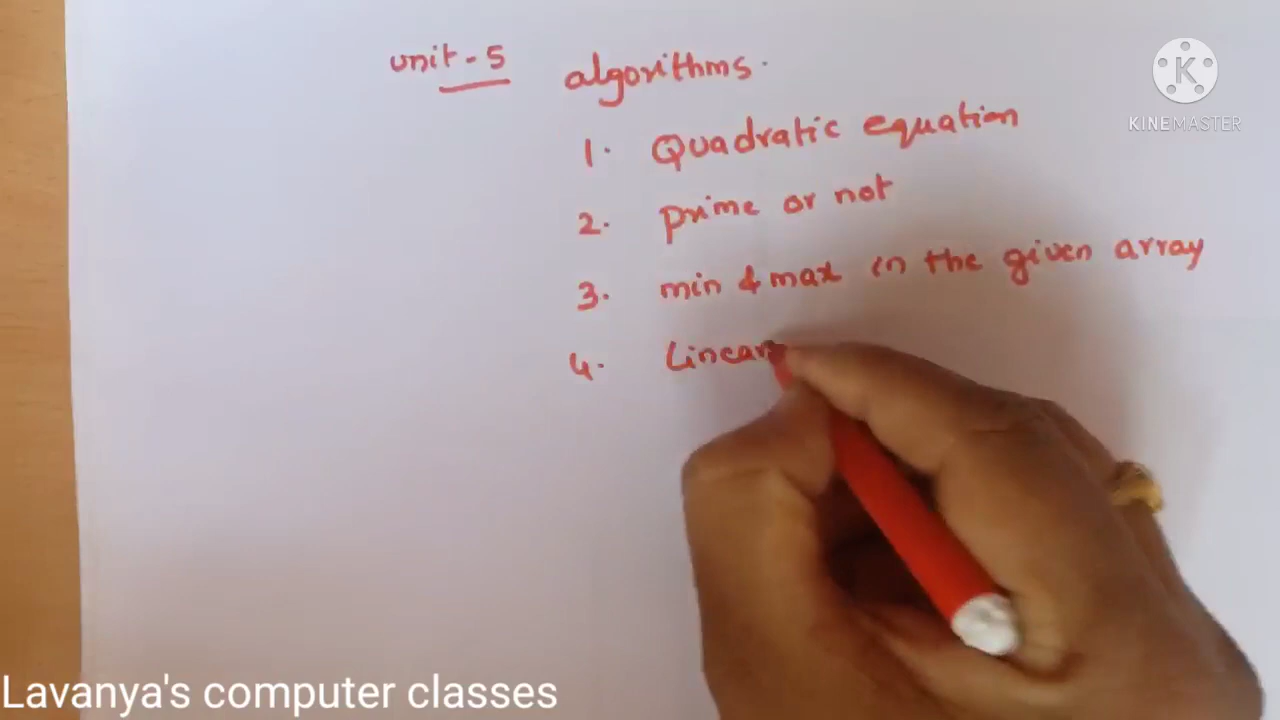 unit - 5 algorithms.
1. Quadratic equation
2. prime or not
3. min & max in the given array
4. Linear
KINEMASTER
Lavanya's computer classes